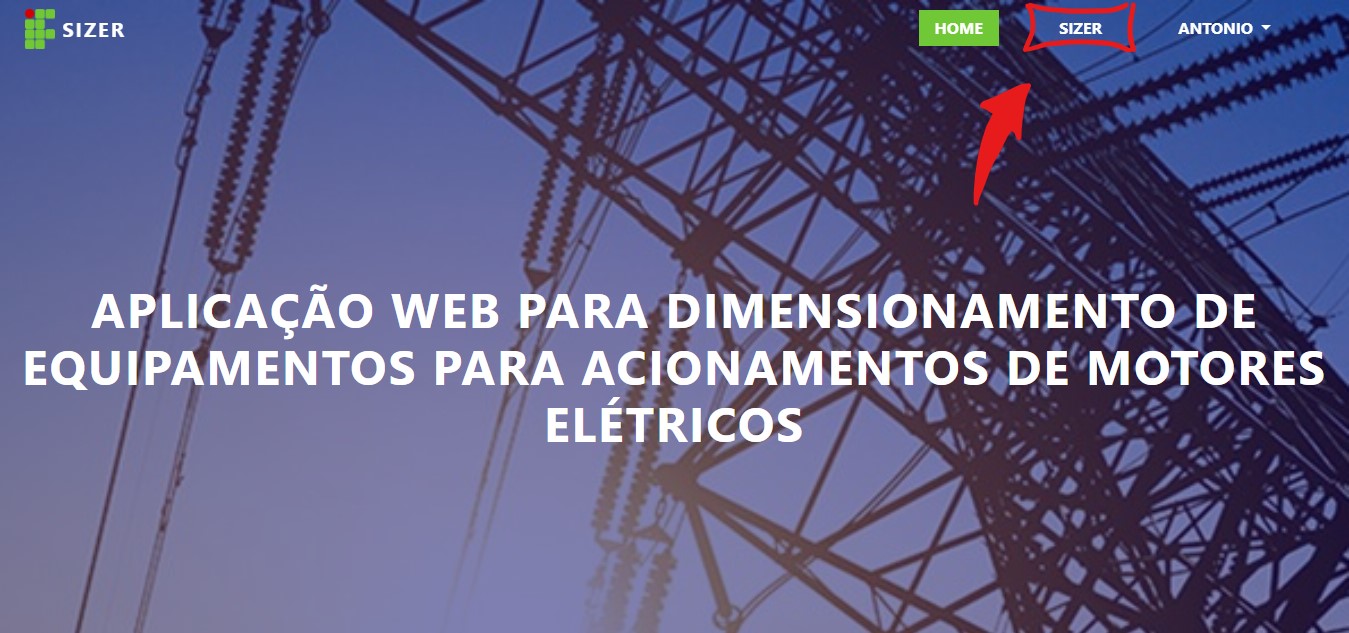 SIZER
HOME SIZER ANTONIO
APLICAÇÃO WEB PARA DIMENSIONAMENTO DE
EQUIPAMENTOS PARA ACIONAMENTOS DE MOTORES
ELÉTRICOS